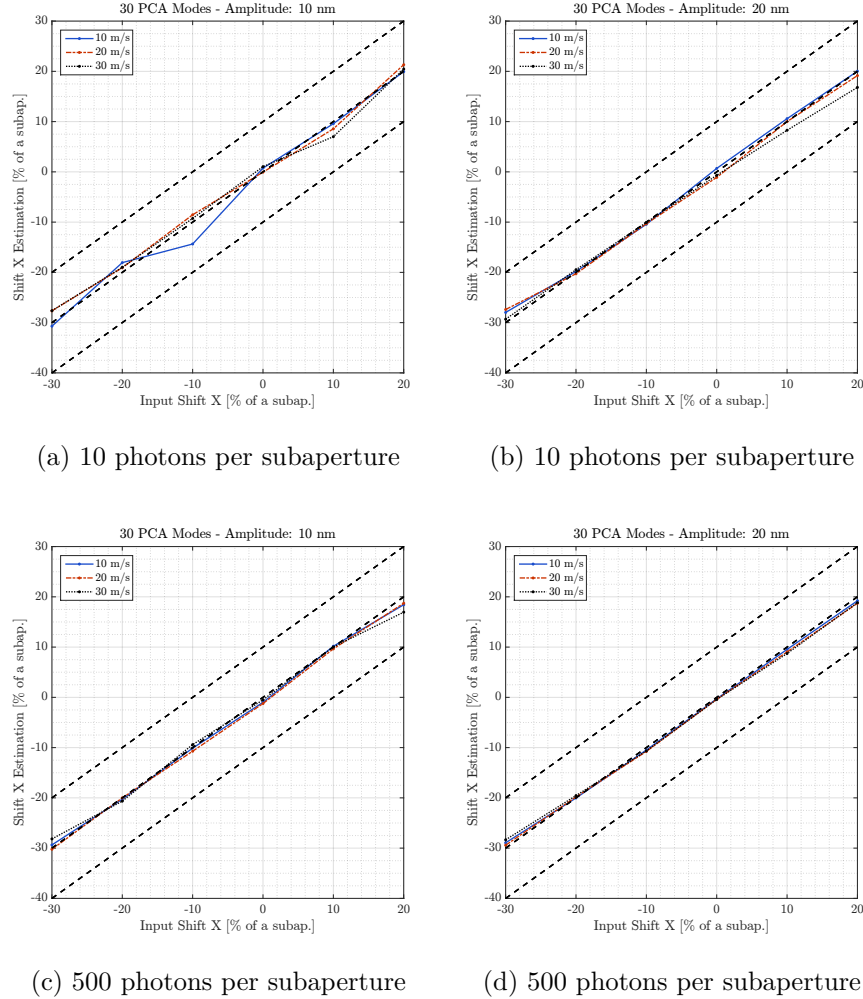 30 PCA Modes - Amplitude: 10 nm
10 m/s
20 m/s
30 m/s
30
20
10
0
-10
-20
-30
-40
Shift X Estimation [% of a subap.]
-30 -20 -10 0 10 20
Input Shift X [% of a subap.]
(a) 10 photons per subaperture
30 PCA Modes - Amplitude: 20 nm
10 m/s
20 m/s
30 m/s
30
20
10
0
-10
-20
-30
-40
Shift X Estimation [% of a subap.]
-30 -20 -10 0 10 20
Input Shift X [% of a subap.]
(b) 10 photons per subaperture
30 PCA Modes - Amplitude: 10 nm
10 m/s
20 m/s
30 m/s
30
20
10
0
-10
-20
-30
-40
Shift X Estimation [% of a subap.]
-30 -20 -10 0 10 20
Input Shift X [% of a subap.]
(c) 500 photons per subaperture
30 PCA Modes - Amplitude: 20 nm
10 m/s
20 m/s
30 m/s
30
20
10
0
-10
-20
-30
-40
Shift X Estimation [% of a subap.]
-30 -20 -10 0 10 20
Input Shift X [% of a subap.]
(d) 500 photons per subaperture